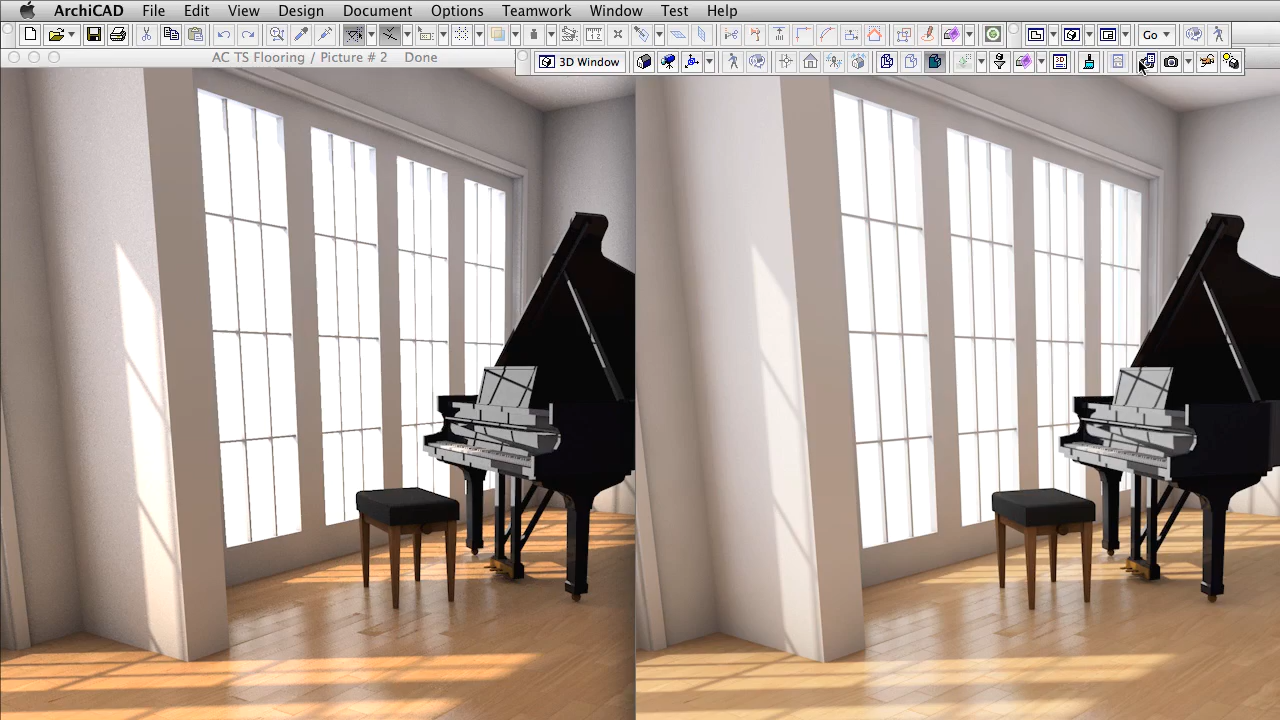 ArchiCAD File Edit View Design Document Options Teamwork Window Test Help
Go
AC TS Flooring / Picture # 2 Done
3D Window